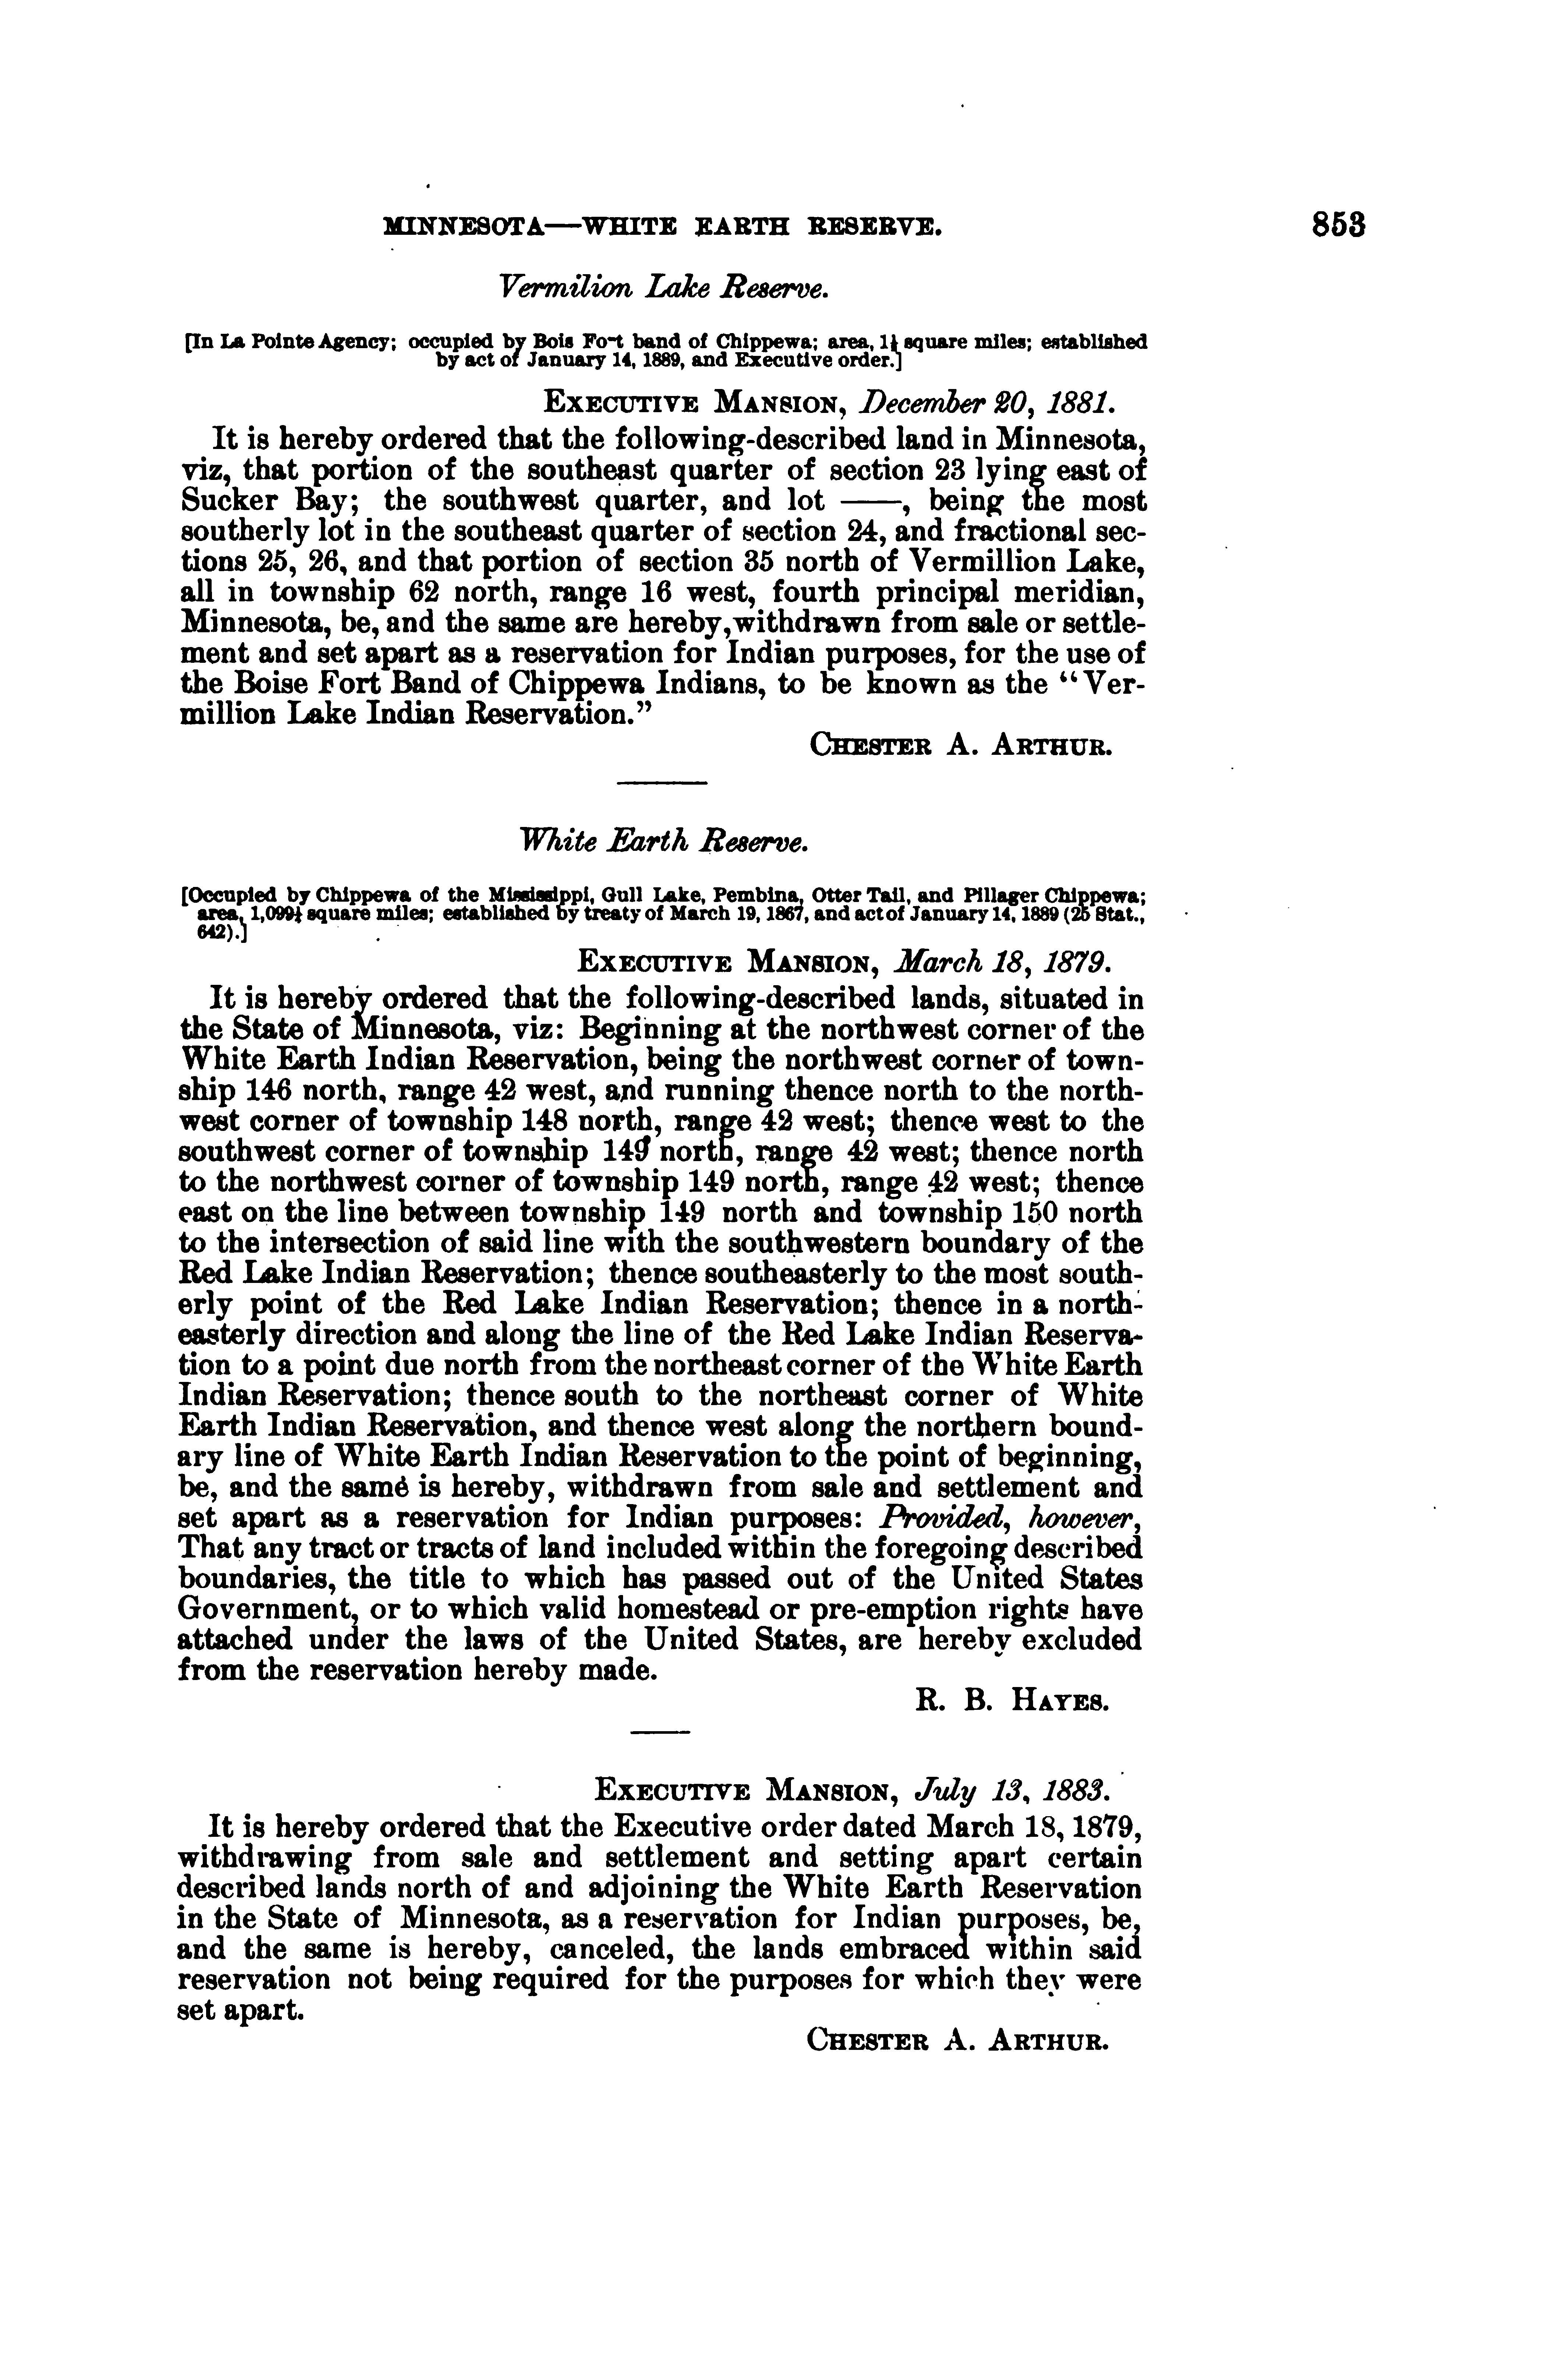 MINNESOTA—WHITE EARTH RESERVE. 853
Vermilion Lake Reserve.
[In La Pointe Agency; occupied by Bois Fo-t band of Chippewa; area, 1½ square miles; established
by act of January 14, 1889, and Executive order.]
EXECUTIVE MANSION, December 20, 1881.
It is hereby ordered that the following-described land in Minnesota,
viz, that portion of the southeast quarter of section 23 lying east of
Sucker Bay; the southwest quarter, and lot ——, being the most
southerly lot in the southeast quarter of section 24, and fractional sec-
tions 25, 26, and that portion of section 35 north of Vermillion Lake,
all in township 62 north, range 16 west, fourth principal meridian,
Minnesota, be, and the same are hereby, withdrawn from sale or settle-
ment and set apart as a reservation for Indian purposes, for the use of
the Boise Fort Band of Chippewa Indians, to be known as the “Ver-
million Lake Indian Reservation.”
CHESTER A. ARTHUR.
White Earth Reserve.
[Occupied by Chippewa of the Mississippi, Gull Lake, Pembina, Otter Tail, and Pillager Chippewa;
area, 1,099¼ square miles; established by treaty of March 19, 1867, and act of January 14, 1889 (25 Stat.,
642).]
EXECUTIVE MANSION, March 18, 1879.
It is hereby ordered that the following-described lands, situated in
the State of Minnesota, viz: Beginning at the northwest corner of the
White Earth Indian Reservation, being the northwest corner of town-
ship 146 north, range 42 west, and running thence north to the north-
west corner of township 148 north, range 42 west; thence west to the
southwest corner of township 149 north, range 42 west; thence north
to the northwest corner of township 149 north, range 42 west; thence
east on the line between township 149 north and township 150 north
to the intersection of said line with the southwestern boundary of the
Red Lake Indian Reservation; thence southeasterly to the most south-
erly point of the Red Lake Indian Reservation; thence in a north-
easterly direction and along the line of the Red Lake Indian Reserva-
tion to a point due north from the northeast corner of the White Earth
Indian Reservation; thence south to the northeast corner of White
Earth Indian Reservation, and thence west along the northern bound-
ary line of White Earth Indian Reservation to the point of beginning,
be, and the same is hereby, withdrawn from sale and settlement and
set apart as a reservation for Indian purposes: Provided, however,
That any tract or tracts of land included within the foregoing described
boundaries, the title to which has passed out of the United States
Government, or to which valid homestead or pre-emption rights have
attached under the laws of the United States, are hereby excluded
from the reservation hereby made.
R. B. HAYES.
EXECUTIVE MANSION, July 13, 1883.
It is hereby ordered that the Executive order dated March 18, 1879,
withdrawing from sale and settlement and setting apart certain
described lands north of and adjoining the White Earth Reservation
in the State of Minnesota, as a reservation for Indian purposes, be,
and the same is hereby, canceled, the lands embraced within said
reservation not being required for the purposes for which they were
set apart.
CHESTER A. ARTHUR.